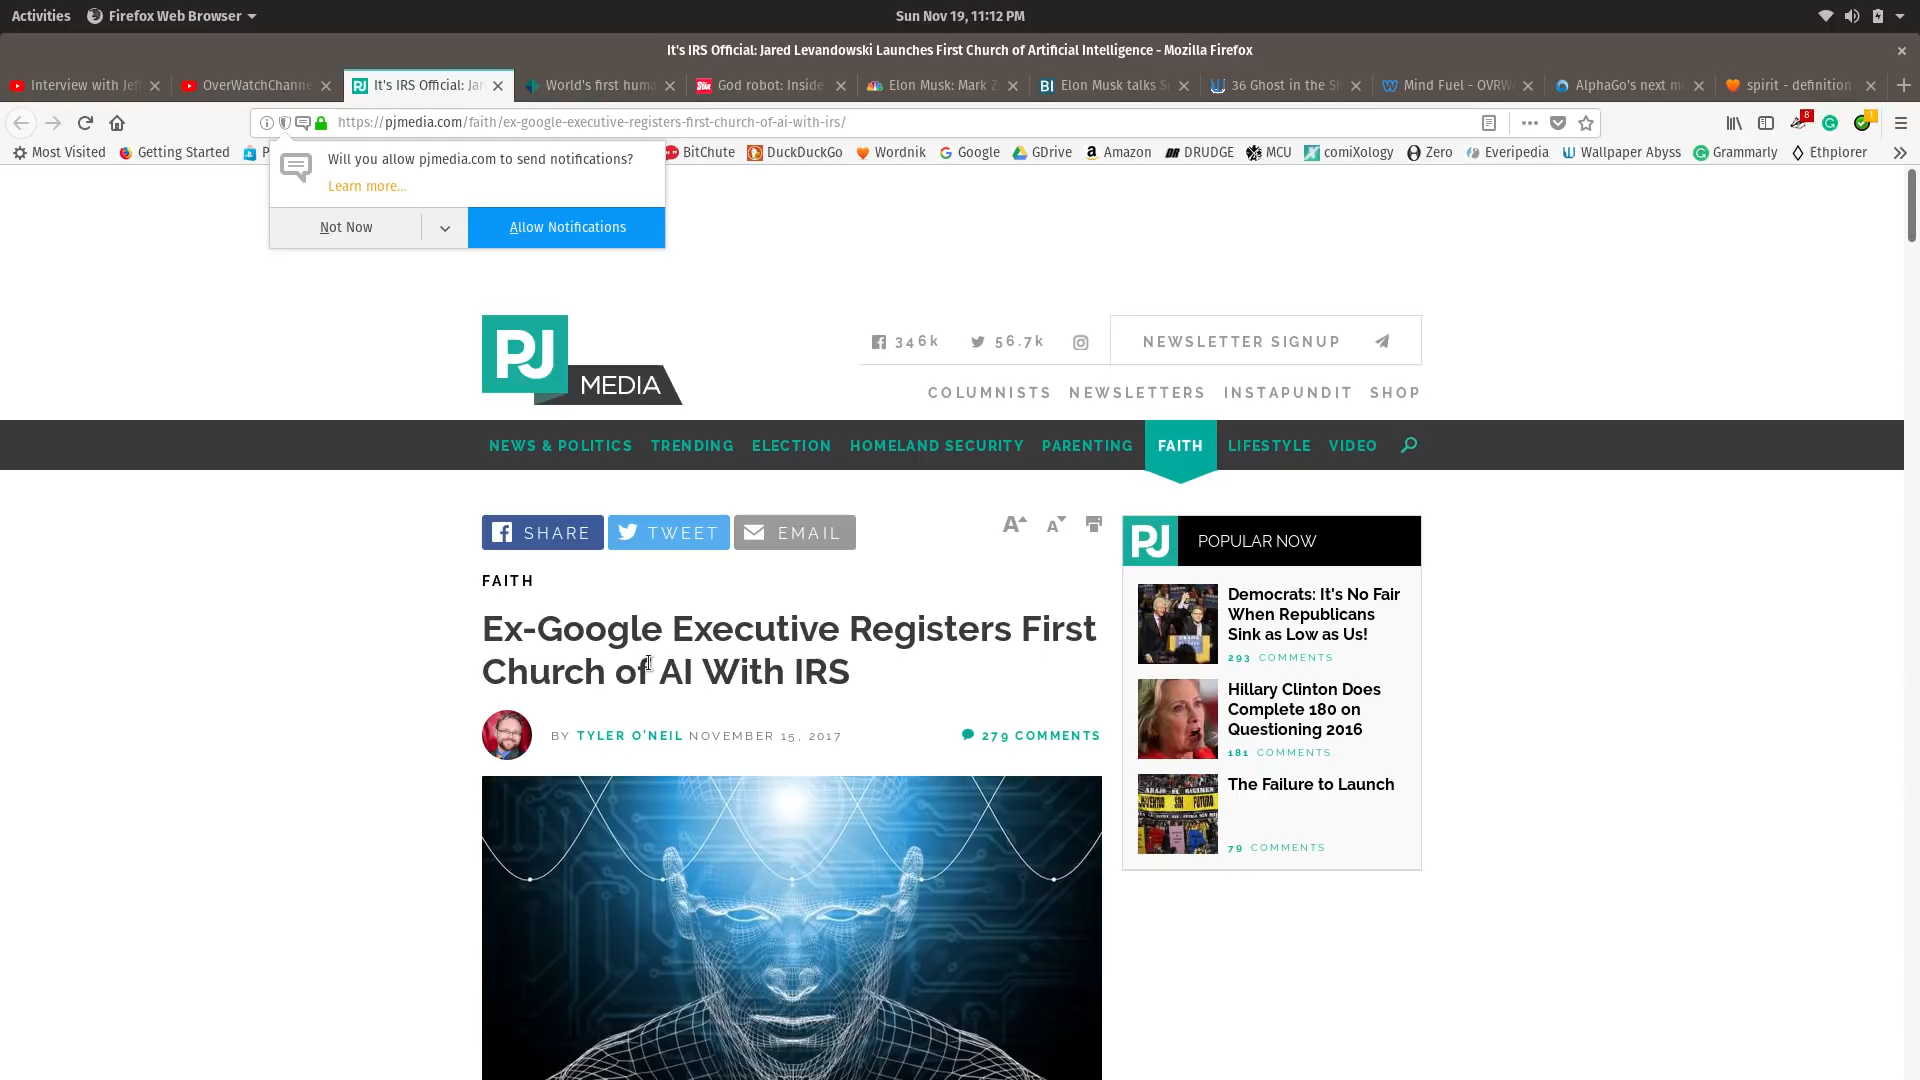 Activities
Firefox Web Browser
Sun Nov 19, 11:12 PM
It's IRS Official: Jared Levandowski Launches First Church of Artificial Intelligence - Mozilla Firefox
Interview with Jeff
OverWatchChanne
It's IRS Official: Jare
World's first huma
God robot: Inside
Elon Musk: Mark Z
Elon Musk talks S
36 Ghost in the Sh
Mind Fuel - OVRW
AlphaGo's next m
spirit - definition
https://pjmedia.com/faith/ex-google-executive-registers-first-church-of-ai-with-irs/
8
1
Most Visited
Getting Started
P
BitChute
DuckDuckGo
Wordnik
Google
GDrive
Amazon
DRUDGE
MCU
comiXology
Zero
Everipedia
Wallpaper Abyss
Grammarly
Ethplorer
Will you allow pjmedia.com to send notifications?
Learn more...
Not Now
Allow Notifications
PJ
MEDIA
346k
56.7k
NEWSLETTER SIGNUP
COLUMNISTS NEWSLETTERS INSTAPUNDIT SHOP
NEWS & POLITICS TRENDING ELECTION HOMELAND SECURITY PARENTING FAITH LIFESTYLE VIDEO
SHARE
TWEET
EMAIL
A
A
FAITH
Ex-Google Executive Registers First
Church of AI With IRS
BY TYLER O'NEIL NOVEMBER 15, 2017
279 COMMENTS
PJ
POPULAR NOW
Democrats: It's No Fair
When Republicans
Sink as Low as Us!
293 COMMENTS
Hillary Clinton Does
Complete 180 on
Questioning 2016
181 COMMENTS
The Failure to Launch
79 COMMENTS